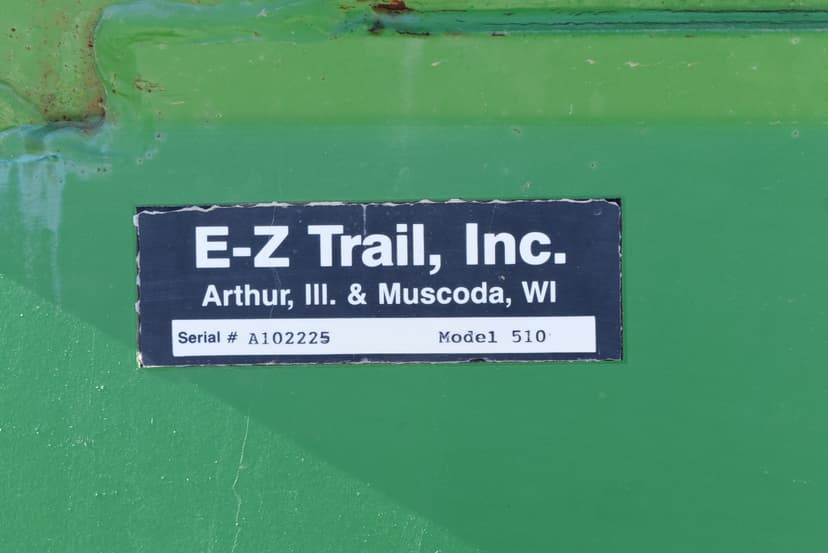 E-Z Trail, Inc.
Arthur, Ill. & Muscoda, WI
Serial # A102225 Model 510